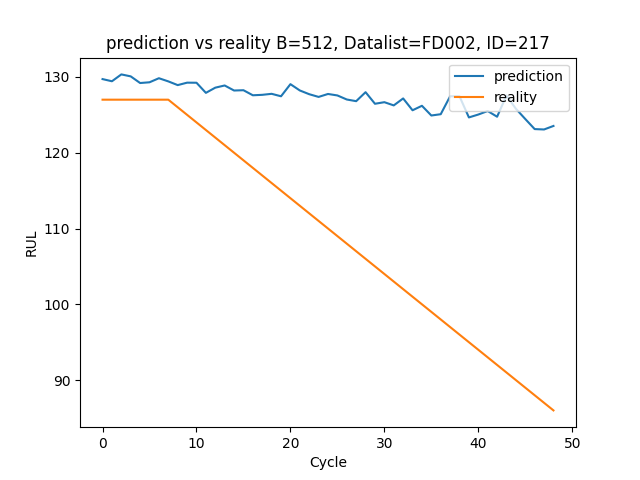 prediction vs reality B=512, Datalist=FD002, ID=217
130
120
110
100
90
RUL
prediction
reality
0 10 20 30 40 50
Cycle